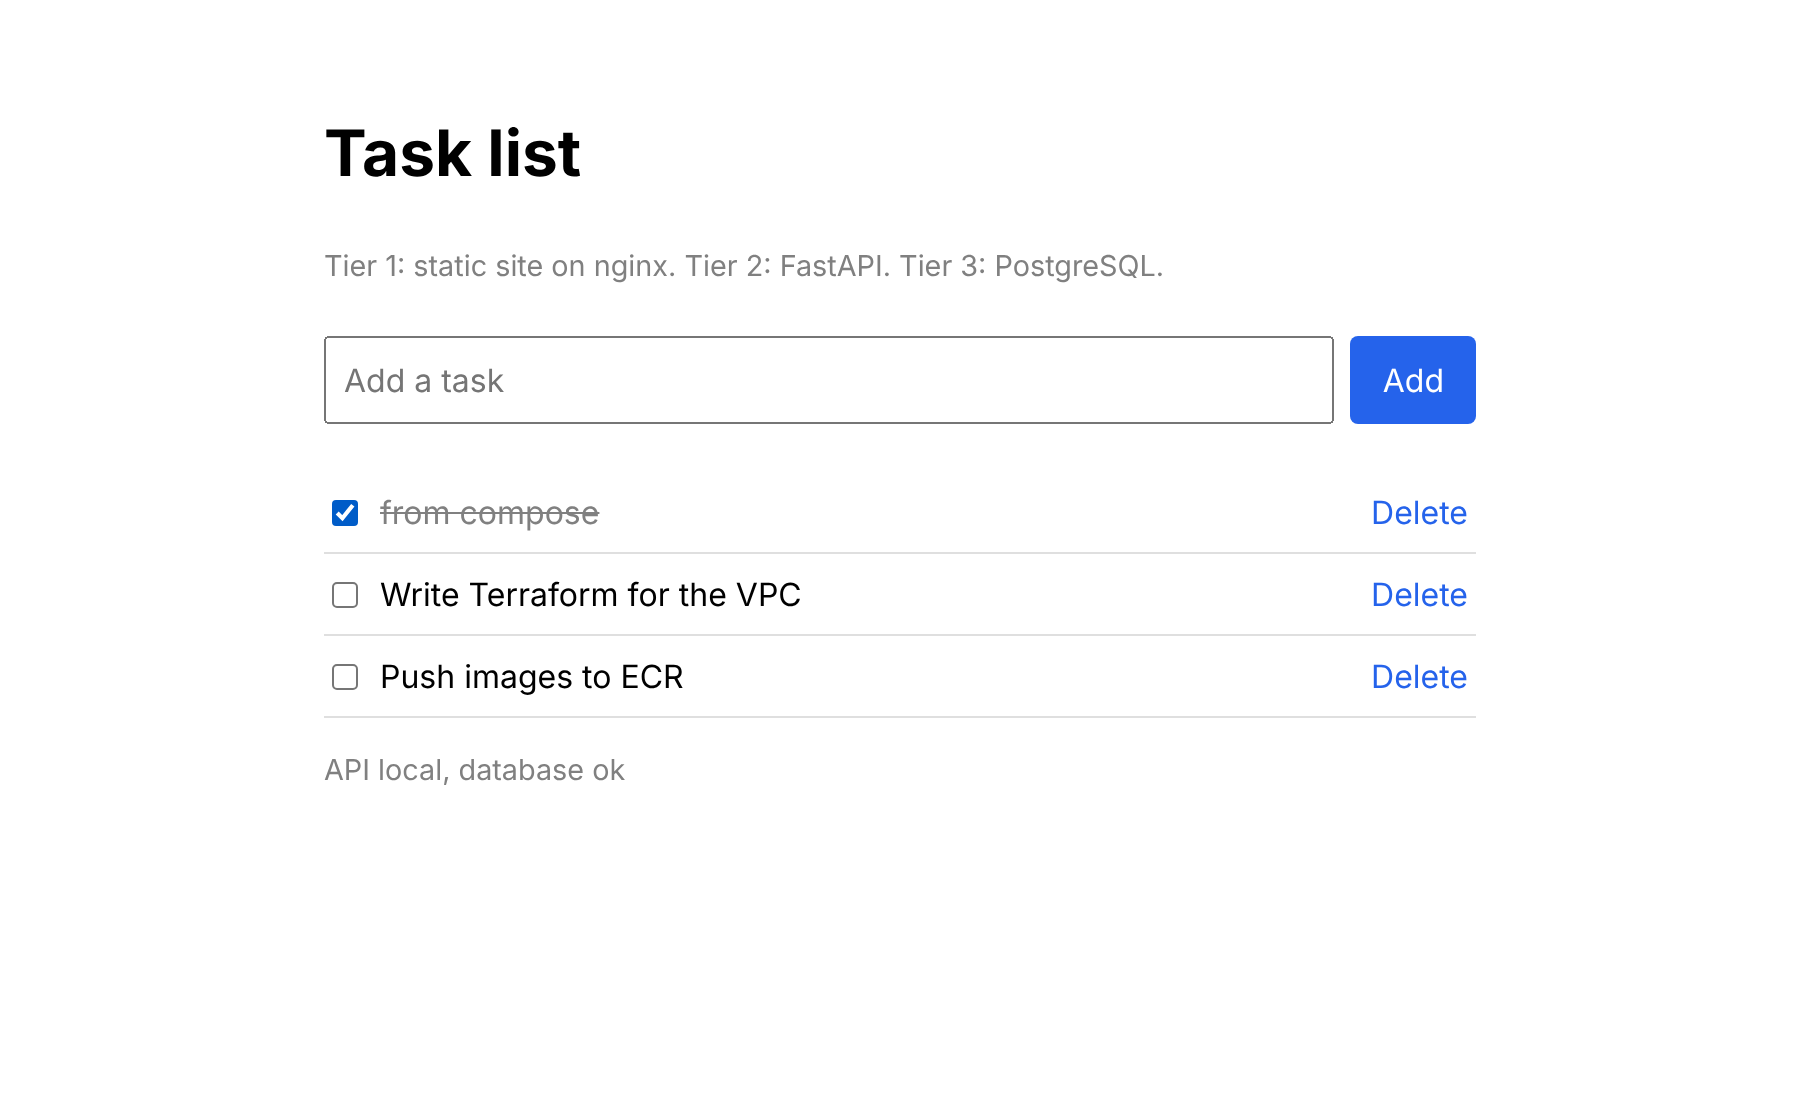 Task list
Tier 1: static site on nginx. Tier 2: FastAPI. Tier 3: PostgreSQL.
Add a task Add
from compose Delete
Write Terraform for the VPC Delete
Push images to ECR Delete
API local, database ok